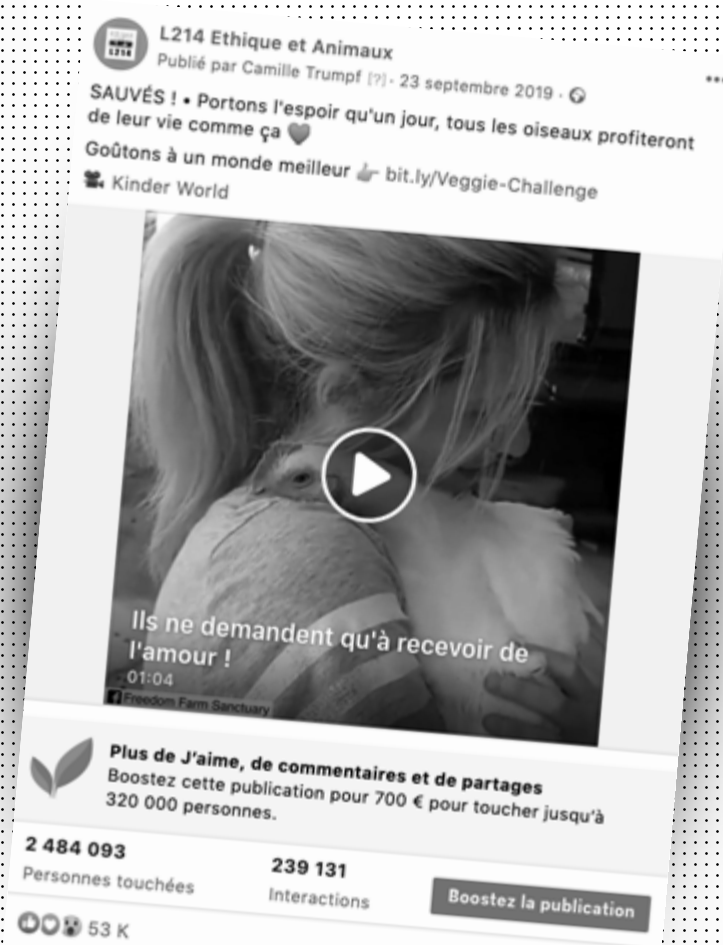 L214 Ethique et Animaux
Publié par Camille Trumpf [?] · 23 septembre 2019 ·
SAUVÉS ! • Portons l'espoir qu'un jour, tous les oiseaux profiteront
de leur vie comme ça
Goûtons à un monde meilleur bit.ly/Veggie-Challenge
Kinder World
Ils ne demandent qu'à recevoir de
l'amour !
01:04
Freedom Farm Sanctuary
Plus de J'aime, de commentaires et de partages
Boostez cette publication pour 700 € pour toucher jusqu'à
320 000 personnes.
2 484 093
Personnes touchées
239 131
Interactions
Boostez la publication
53 K